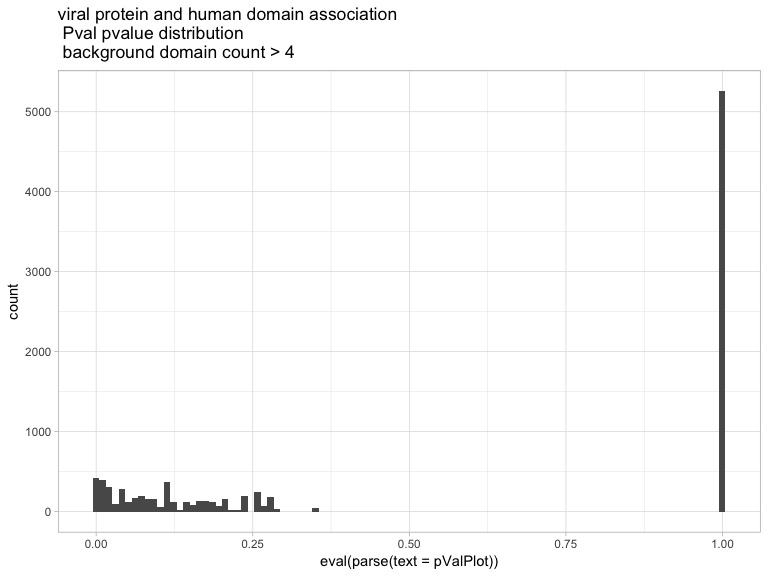 viral protein and human domain association
Pval pvalue distribution
background domain count > 4
5000
4000
3000
2000
1000
0
count
0.00 0.25 0.50 0.75 1.00
eval(parse(text = pValPlot))